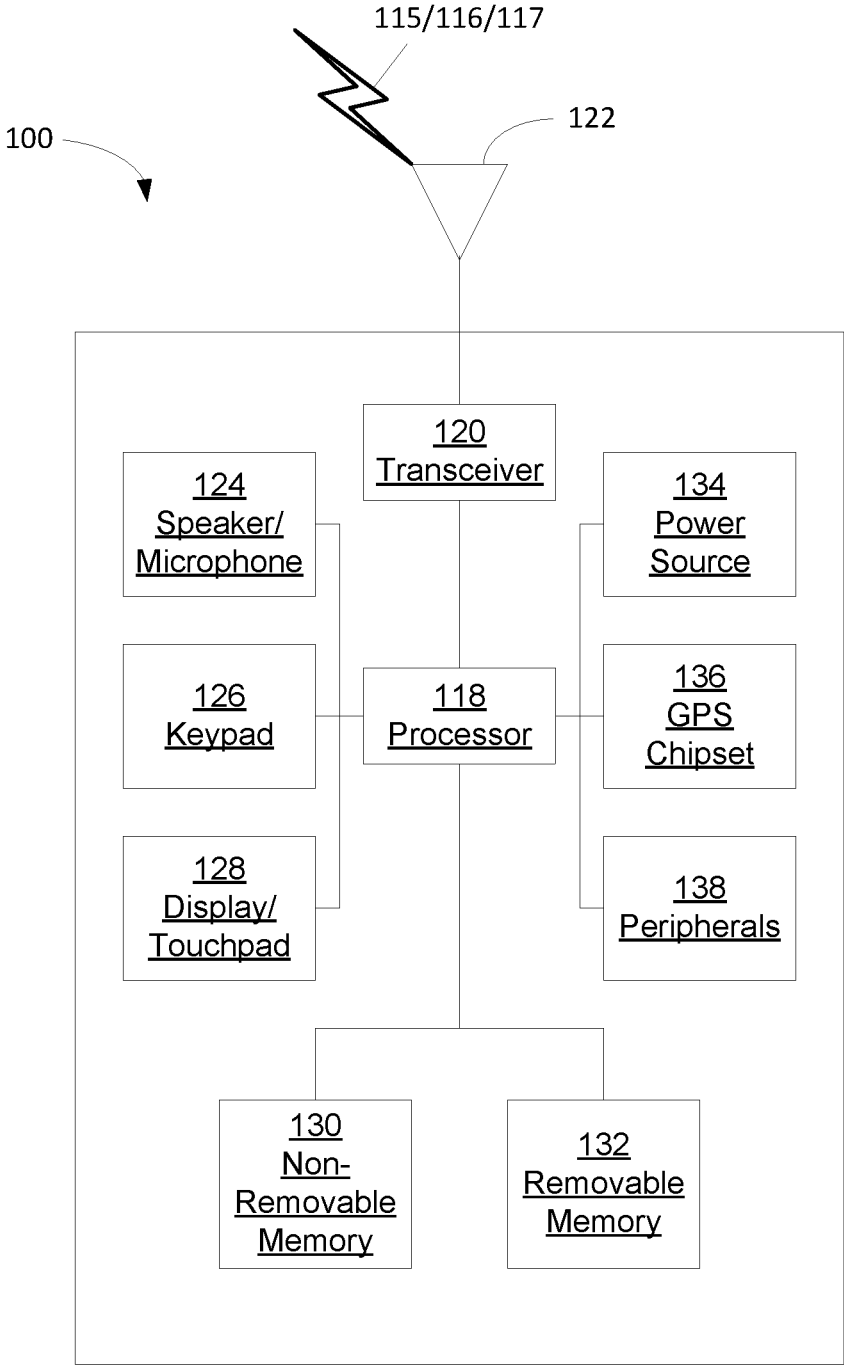 115/116/117
122
100
120
Transceiver
124
Speaker/
Microphone
134
Power
Source
126
Keypad
118
Processor
136
GPS
Chipset
128
Display/
Touchpad
138
Peripherals
130
Non-
Removable
Memory
132
Removable
Memory